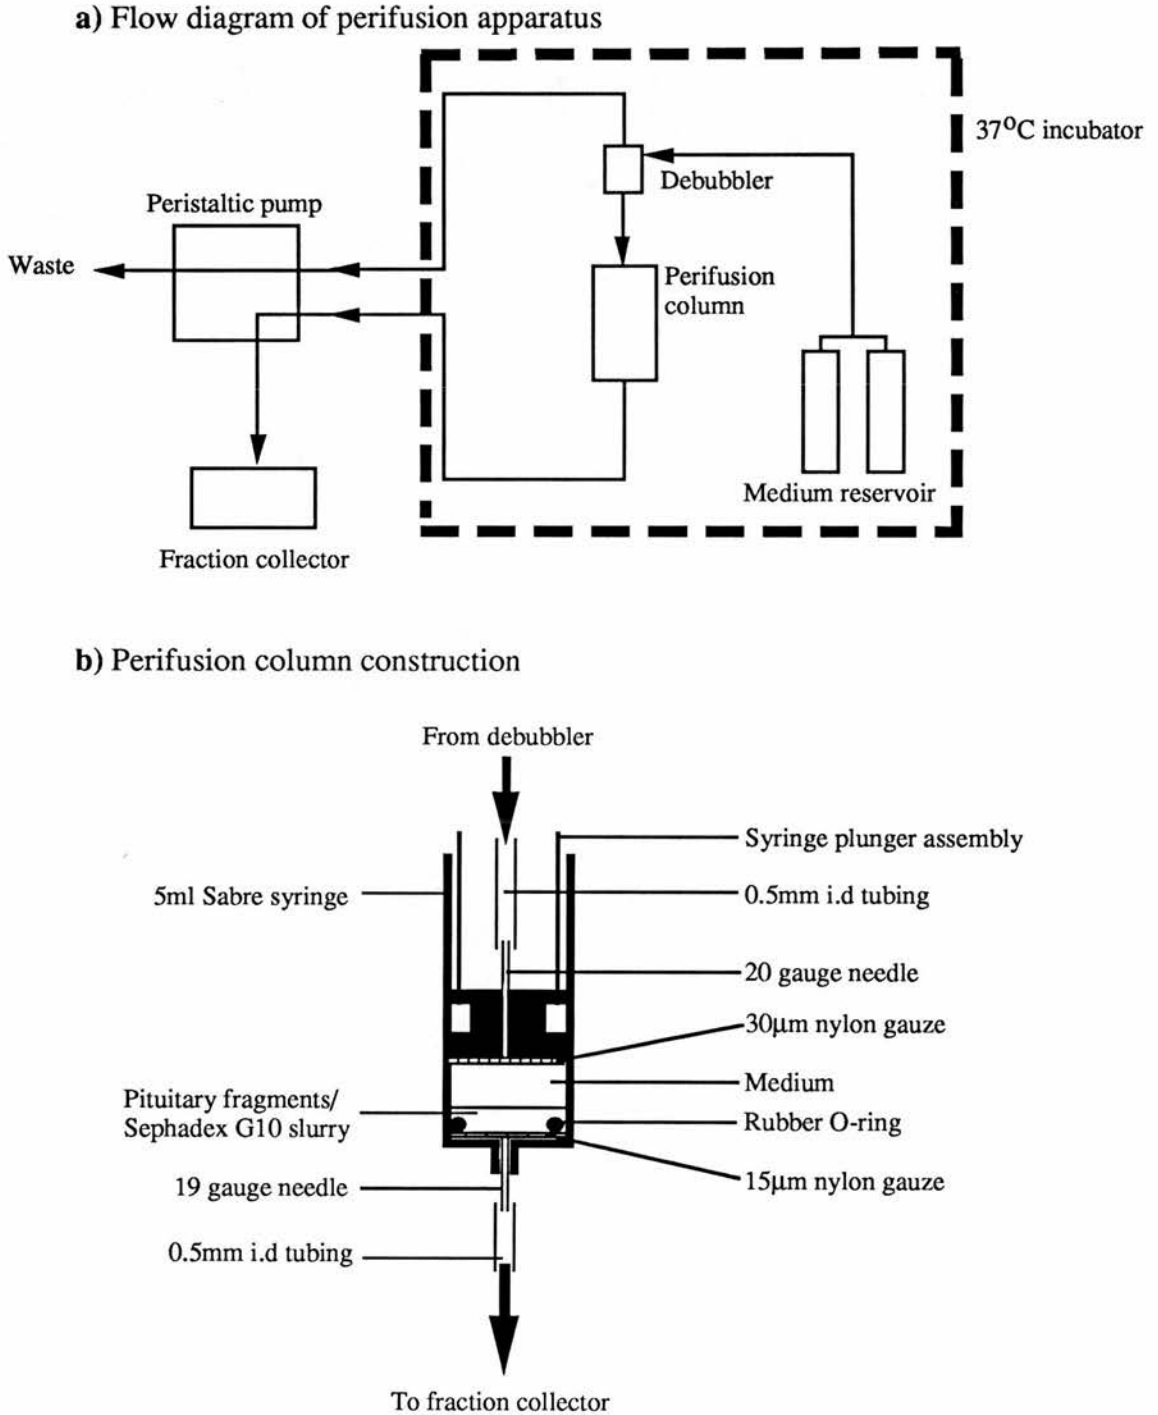 a) Flow diagram of perifusion apparatus
37°C incubator
Debubbler
Peristaltic pump
Waste
Perifusion
column
Medium reservoir
Fraction collector
b) Perifusion column construction
From debubbler
Syringe plunger assembly
5ml Sabre syringe
0.5mm i.d tubing
20 gauge needle
30µm nylon gauze
Medium
Pituitary fragments/
Sephadex G10 slurry
Rubber O-ring
15µm nylon gauze
19 gauge needle
0.5mm i.d tubing
To fraction collector